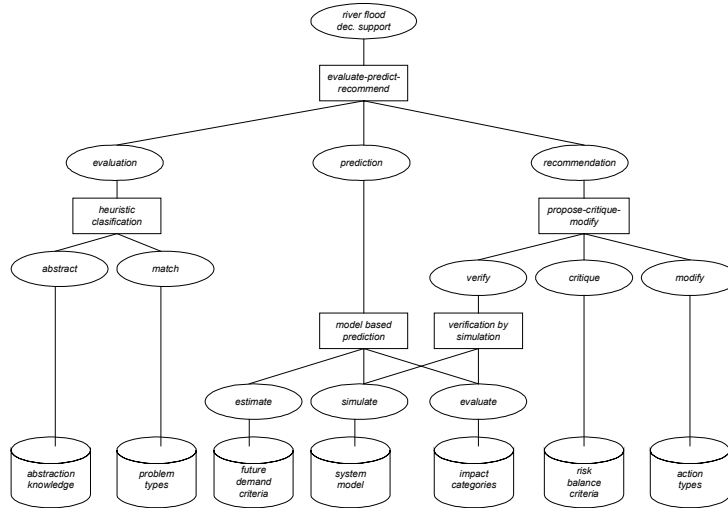 river flood
dec. support
evaluate-predict-
recommend
evaluation
prediction
recommendation
heuristic
clasification
propose-critique-
modify
abstract
match
verify
critique
modify
model based
prediction
verification by
simulation
estimate
simulate
evaluate
abstraction
knowledge
problem
types
future
demand
criteria
system
model
impact
categories
risk
balance
criteria
action
types